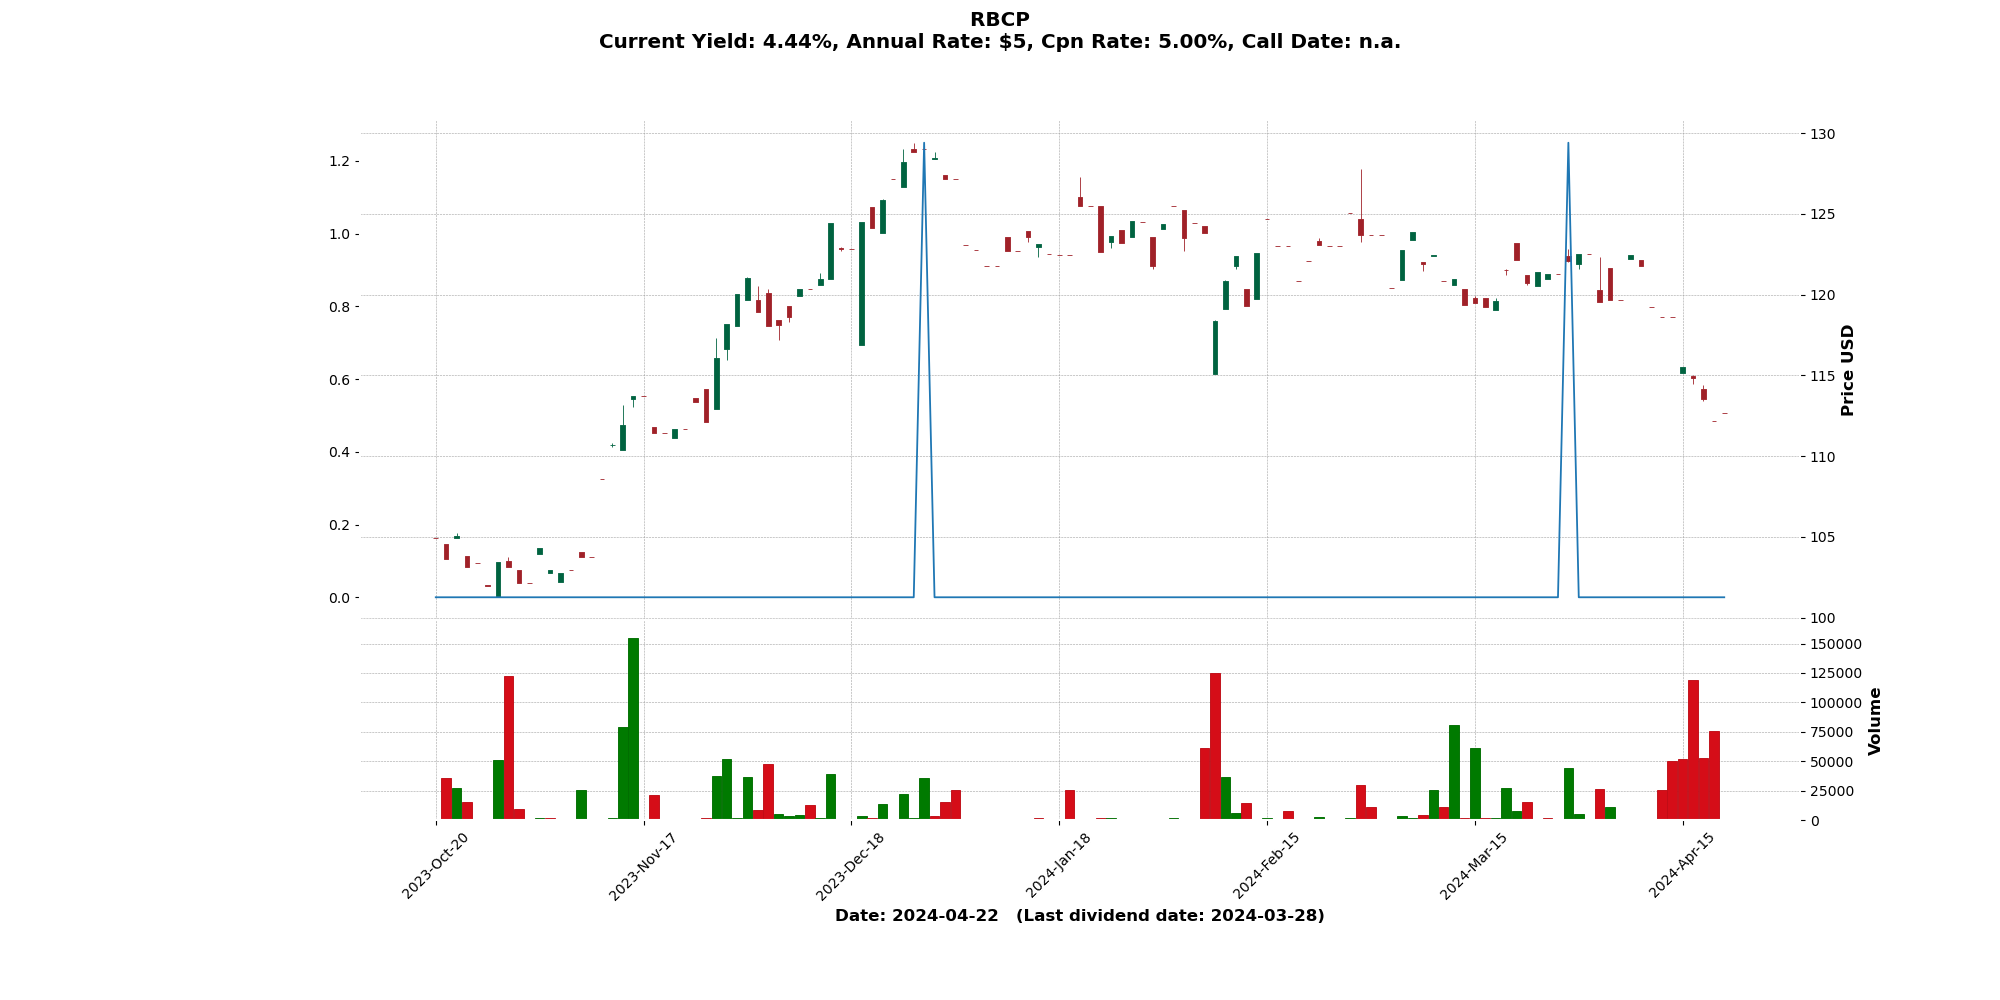 RBCP
Current Yield: 4.44%, Annual Rate: $5, Cpn Rate: 5.00%, Call Date: n.a.
1.2
1.0
0.8
0.6
0.4
0.2
0.0
130
125
120
115
110
105
100
Price USD
150000
125000
100000
75000
50000
25000
0
Volume
2023-Oct-20
2023-Nov-17
2023-Dec-18
2024-Jan-18
2024-Feb-15
2024-Mar-15
2024-Apr-15
Date: 2024-04-22 (Last dividend date: 2024-03-28)